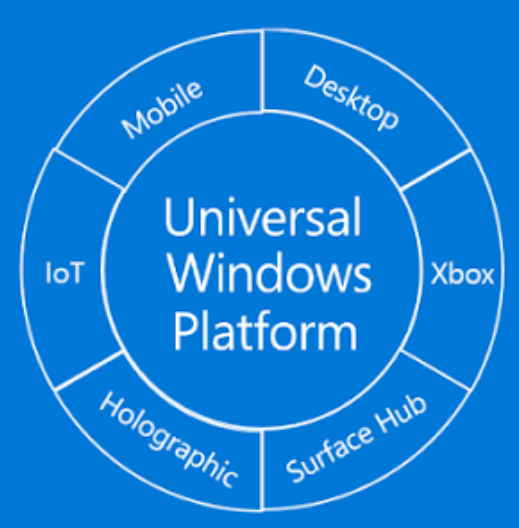 Mobile
Desktop
Universal
Windows
Platform
IoT
Xbox
Holographic
Surface Hub